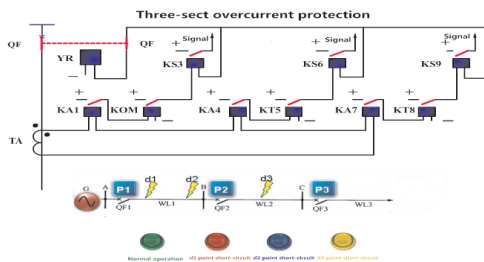 Three-sect overcurrent protection
+ Signal + Signal +
QF QF
YR KS3 KS6 KS9
+ + + + + +
KA1 KOM KA4 KT5 KA7 KT8
TA
d1 d2 d3
G A P1 B P2 C P3
QF1 WL1 QF2 WL2 QF3 WL3
Normal operation d1 point short-circuit d2 point short-circuit d3 point short-circuit